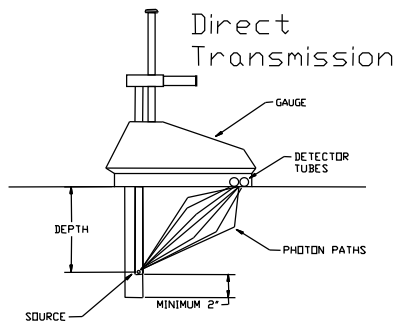 Direct
Transmission
GAUGE
DETECTOR
TUBES
DEPTH
PHOTON PATHS
MINIMUM 2"
SOURCE